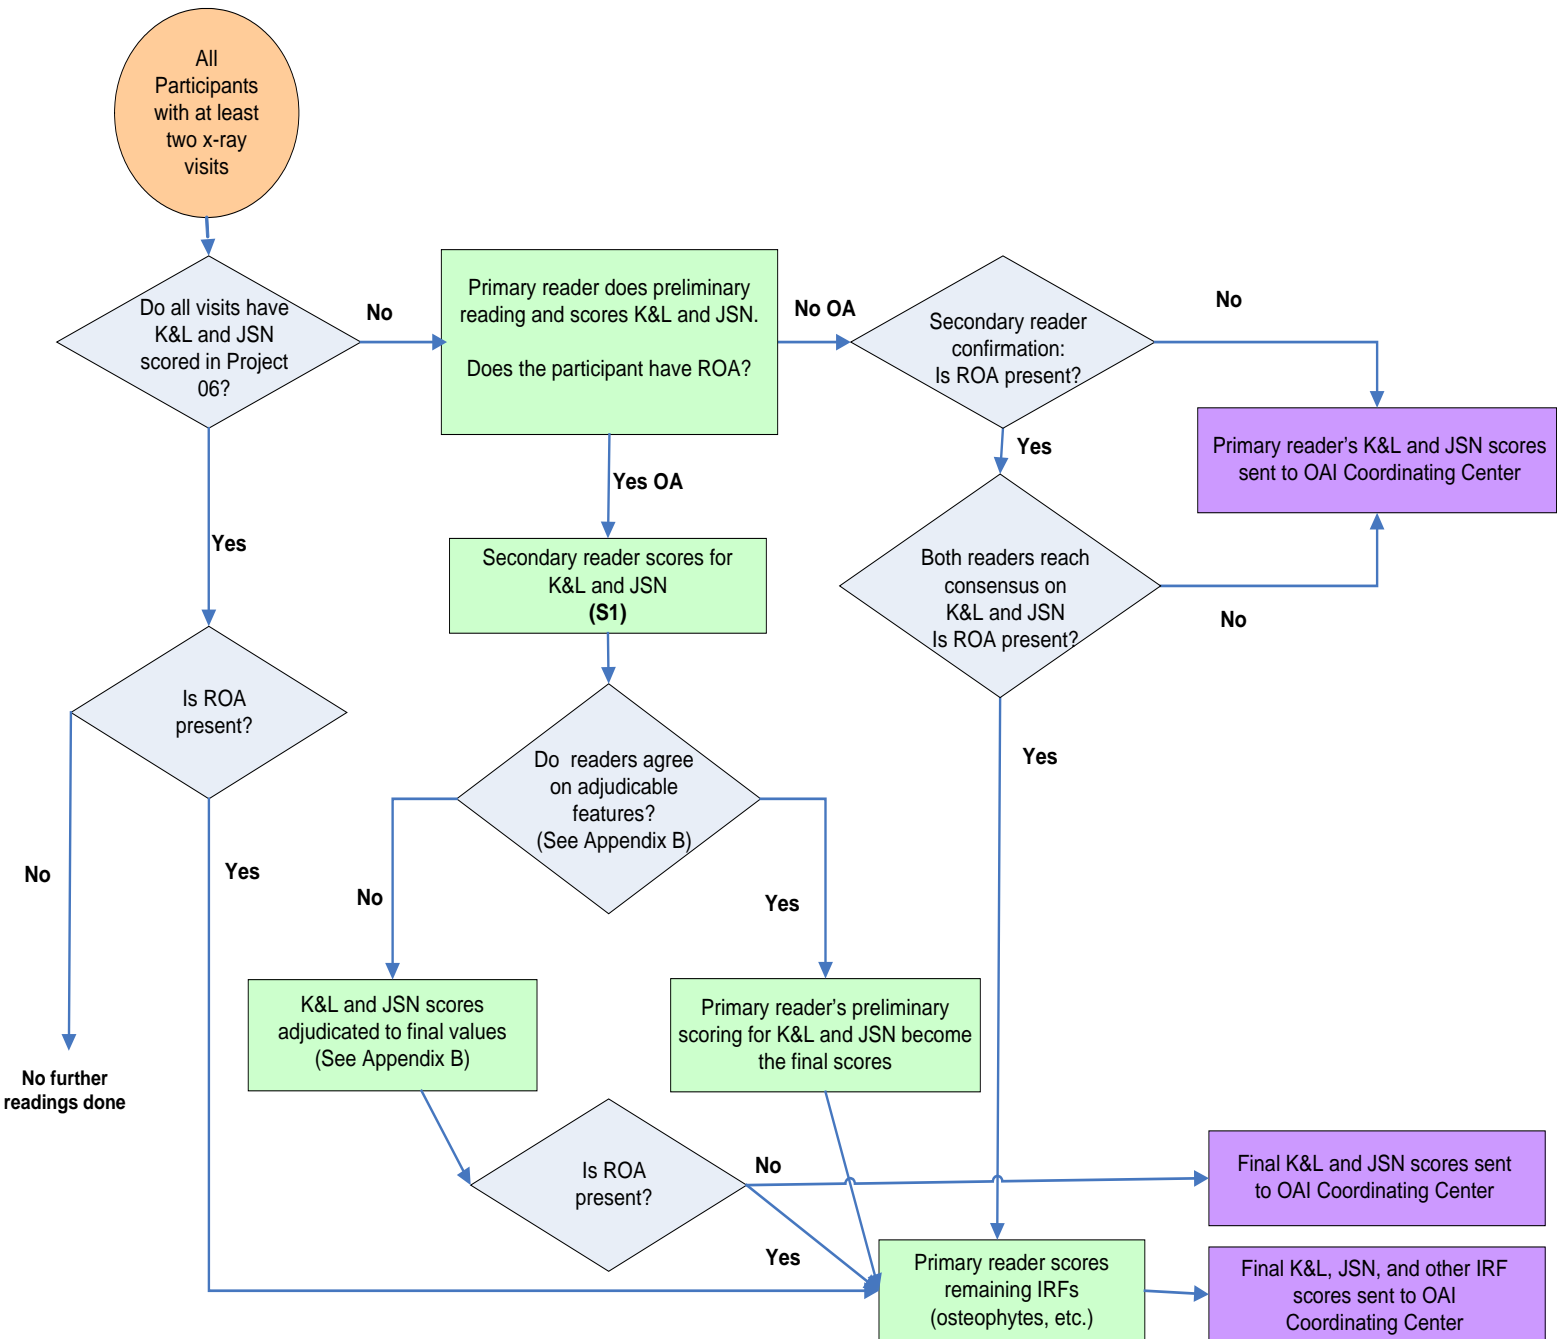 All
Participants
with at least
two x-ray
visits
Do all visits have
K&L and JSN
scored in Project
06?
No
Primary reader does preliminary
reading and scores K&L and JSN.
Does the participant have ROA?
No OA
Secondary reader
confirmation:
Is ROA present?
No
Primary reader's K&L and JSN scores
sent to OAI Coordinating Center
Yes
Yes OA
Yes
Secondary reader scores for
K&L and JSN
(S1)
Both readers reach
consensus on
K&L and JSN
Is ROA present?
No
Is ROA
present?
Do readers agree
on adjudicable
features?
(See Appendix B)
Yes
No
Yes
No
Yes
K&L and JSN scores
adjudicated to final values
(See Appendix B)
Primary reader's preliminary
scoring for K&L and JSN become
the final scores
No further
readings done
Is ROA
present?
No
Yes
Final K&L and JSN scores sent
to OAI Coordinating Center
Primary reader scores
remaining IRFs
(osteophytes, etc.)
Final K&L, JSN, and other IRF
scores sent to OAI
Coordinating Center